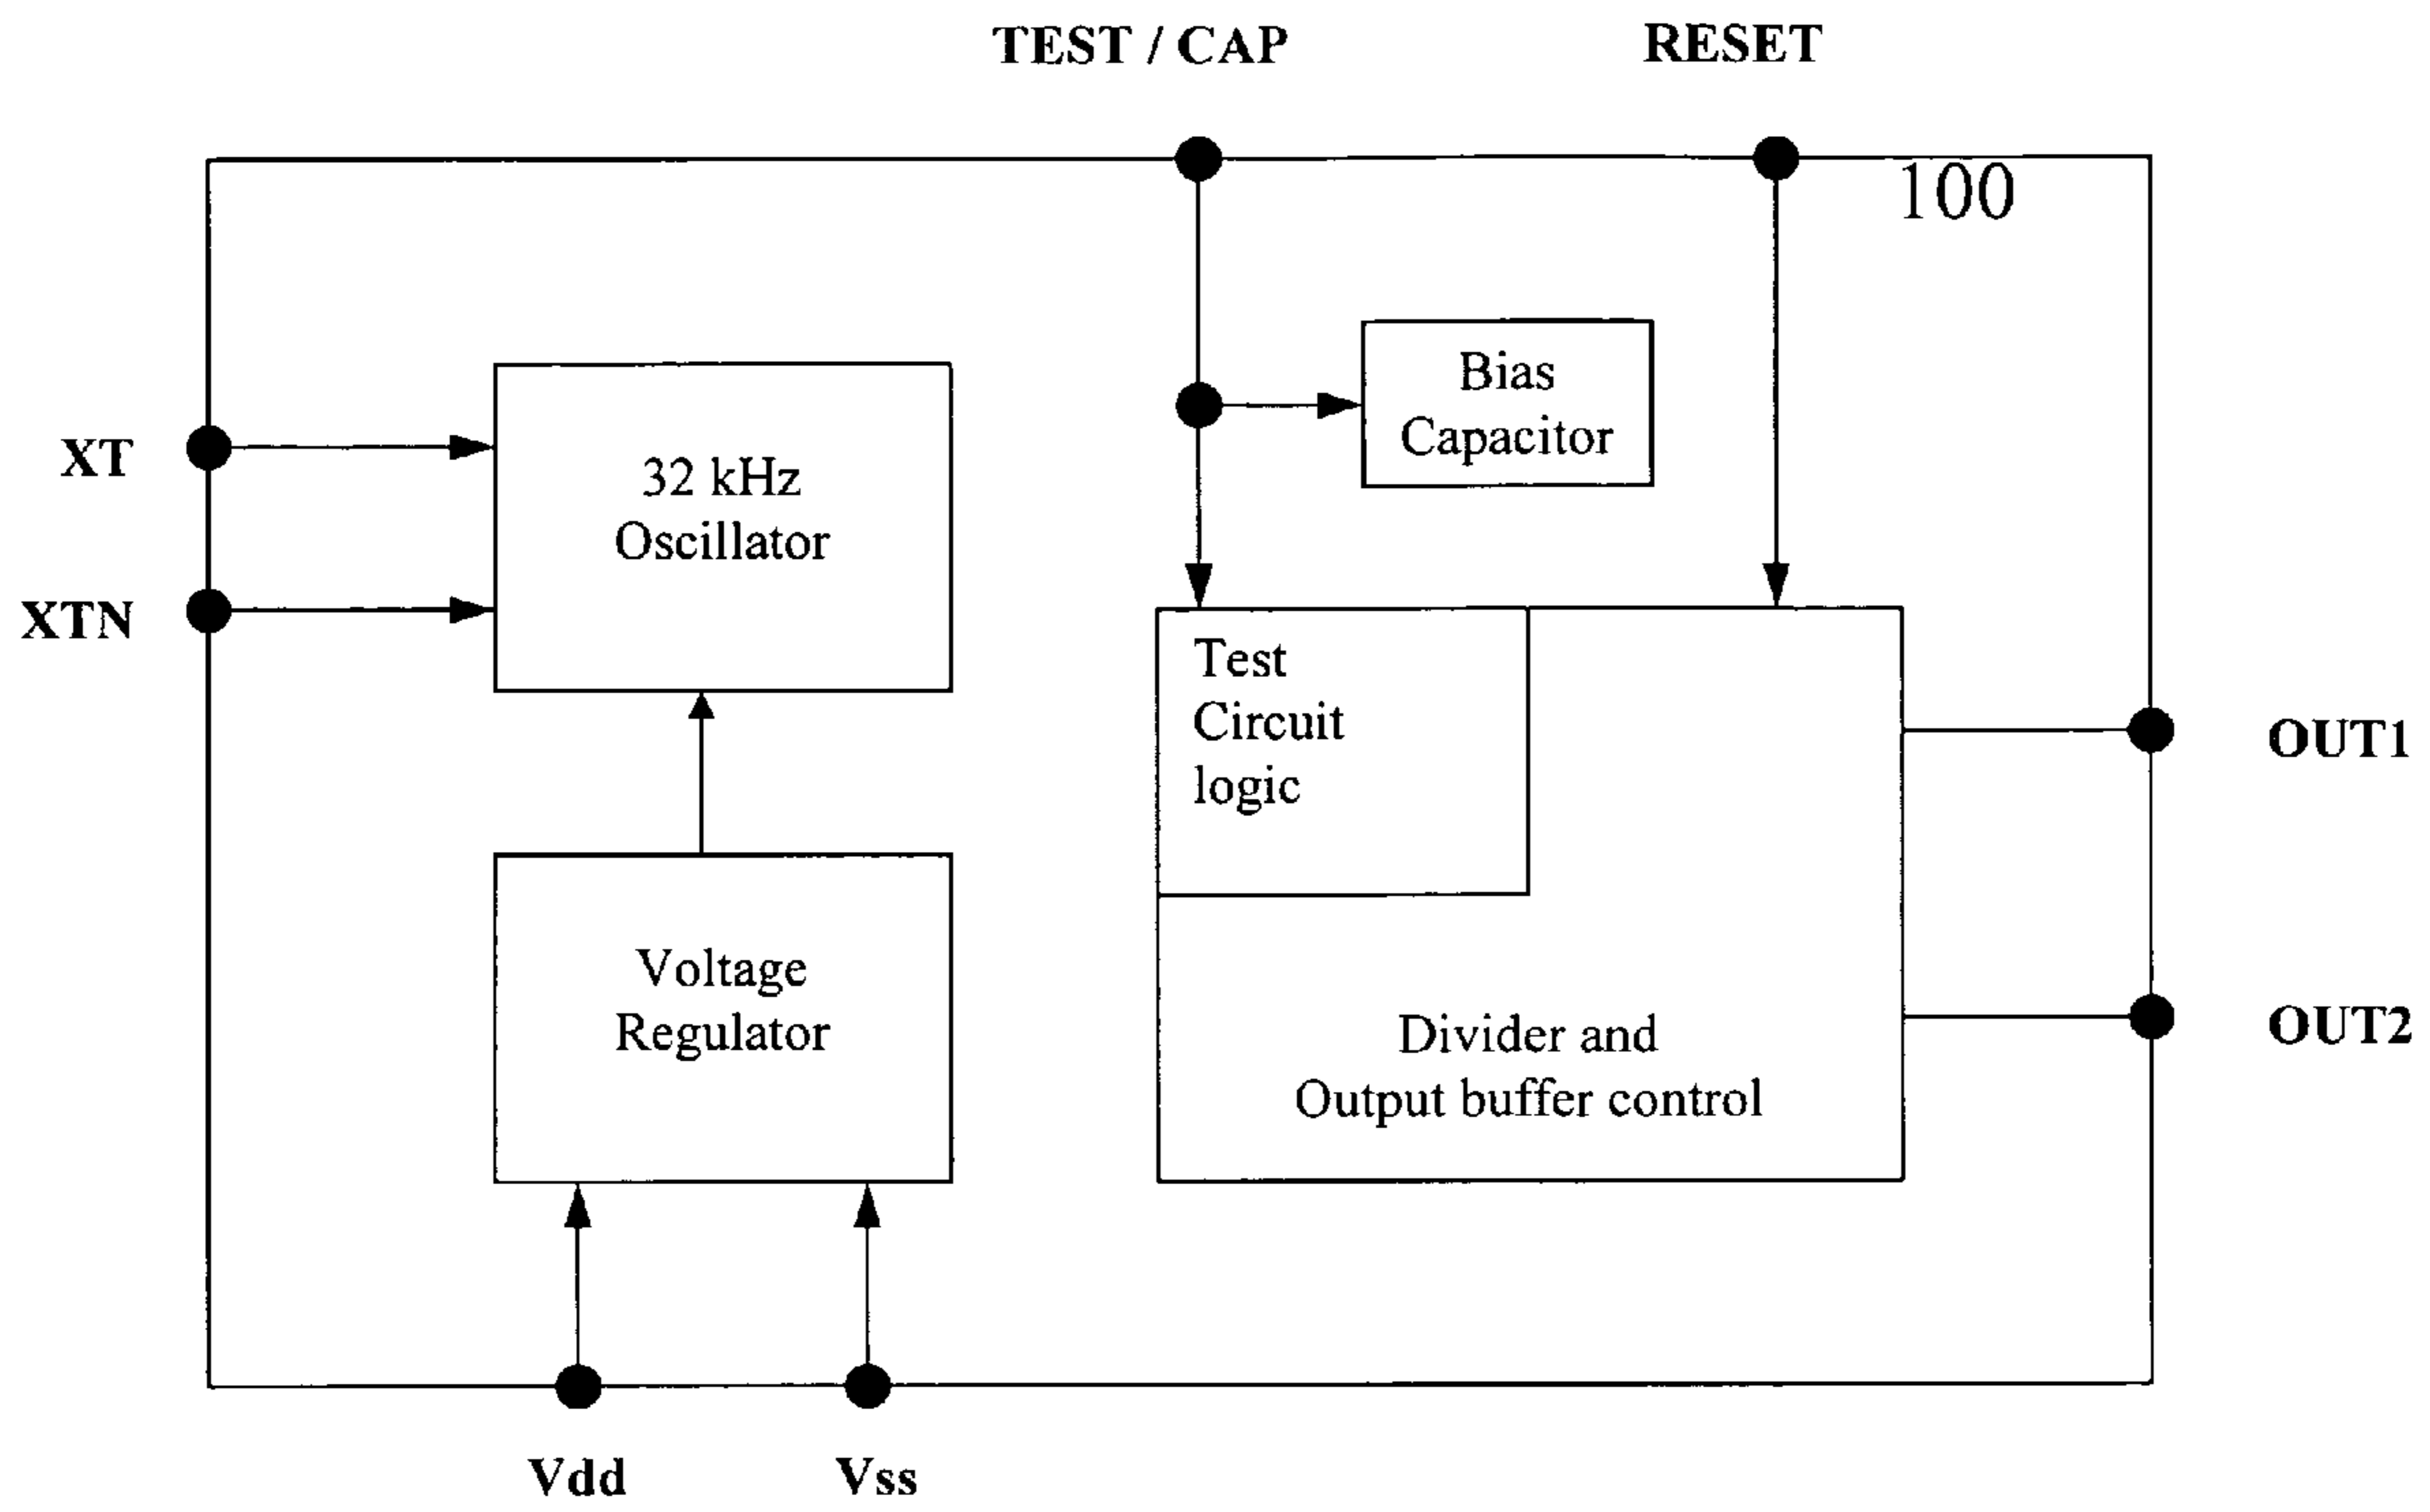 TEST / CAP
RESET
100
Bias
Capacitor
XT
32 kHz
Oscillator
XTN
Test
Circuit
logic
OUT1
Voltage
Regulator
Divider and
Output buffer control
OUT2
Vdd
Vss